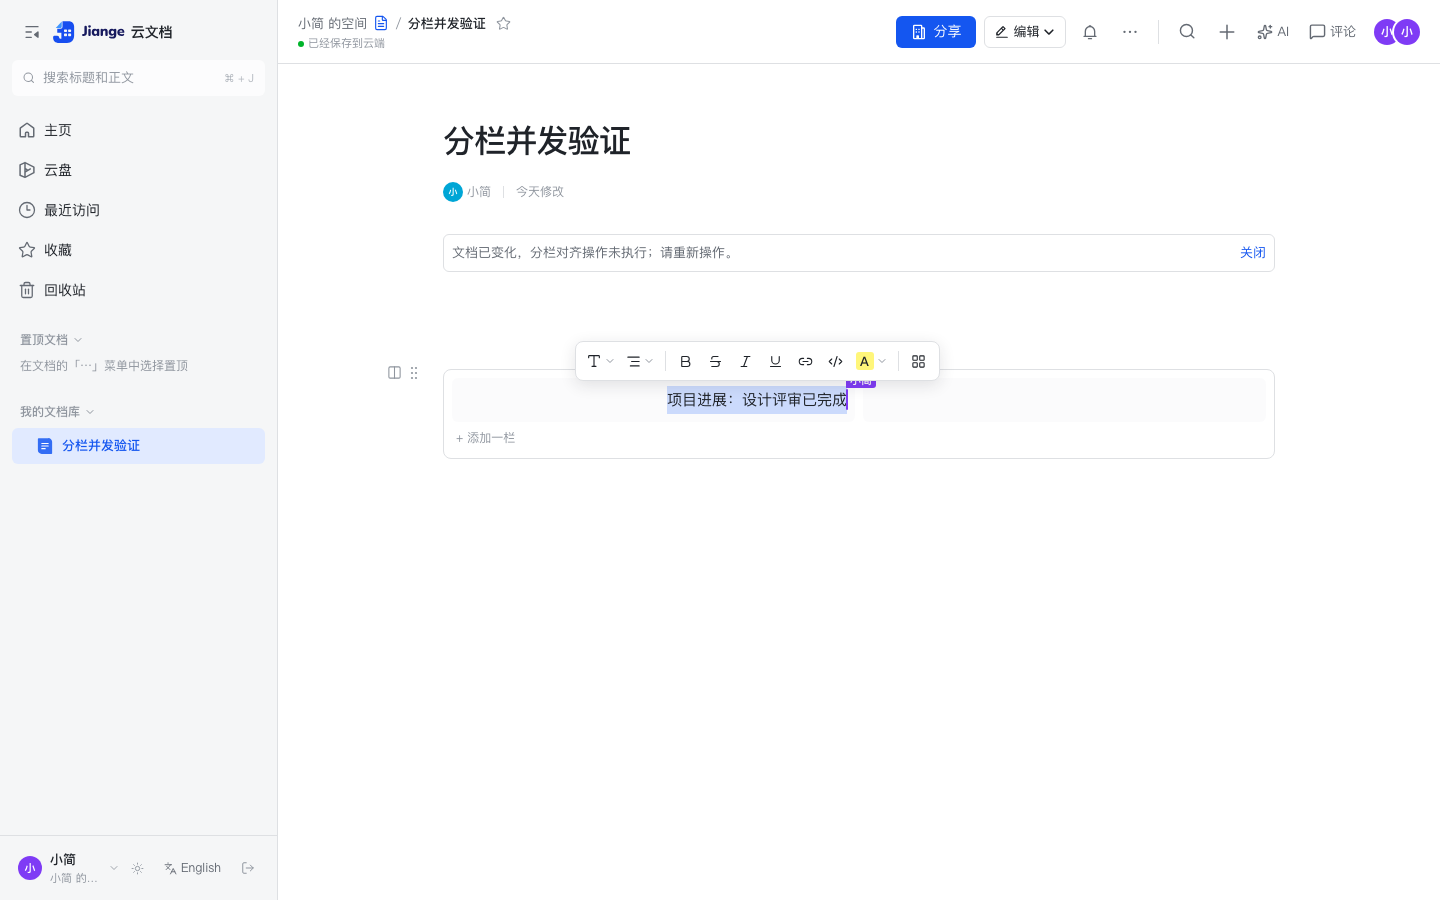 Jiange 云文档
搜索标题和正文 ⌘ + J
主页
云盘
最近访问
收藏
回收站
置顶文档
在文档的「···」菜单中选择置顶
我的文档库
分栏并发验证
小 小简
小简 的...
English
小简 的空间 / 分栏并发验证
已经保存到云端
分享
编辑
AI
评论
小 小
分栏并发验证
小 小简 今天修改
文档已变化，分栏对齐操作未执行；请重新操作。 关闭
T B S I U A
小简
项目进展：设计评审已完成
+ 添加一栏